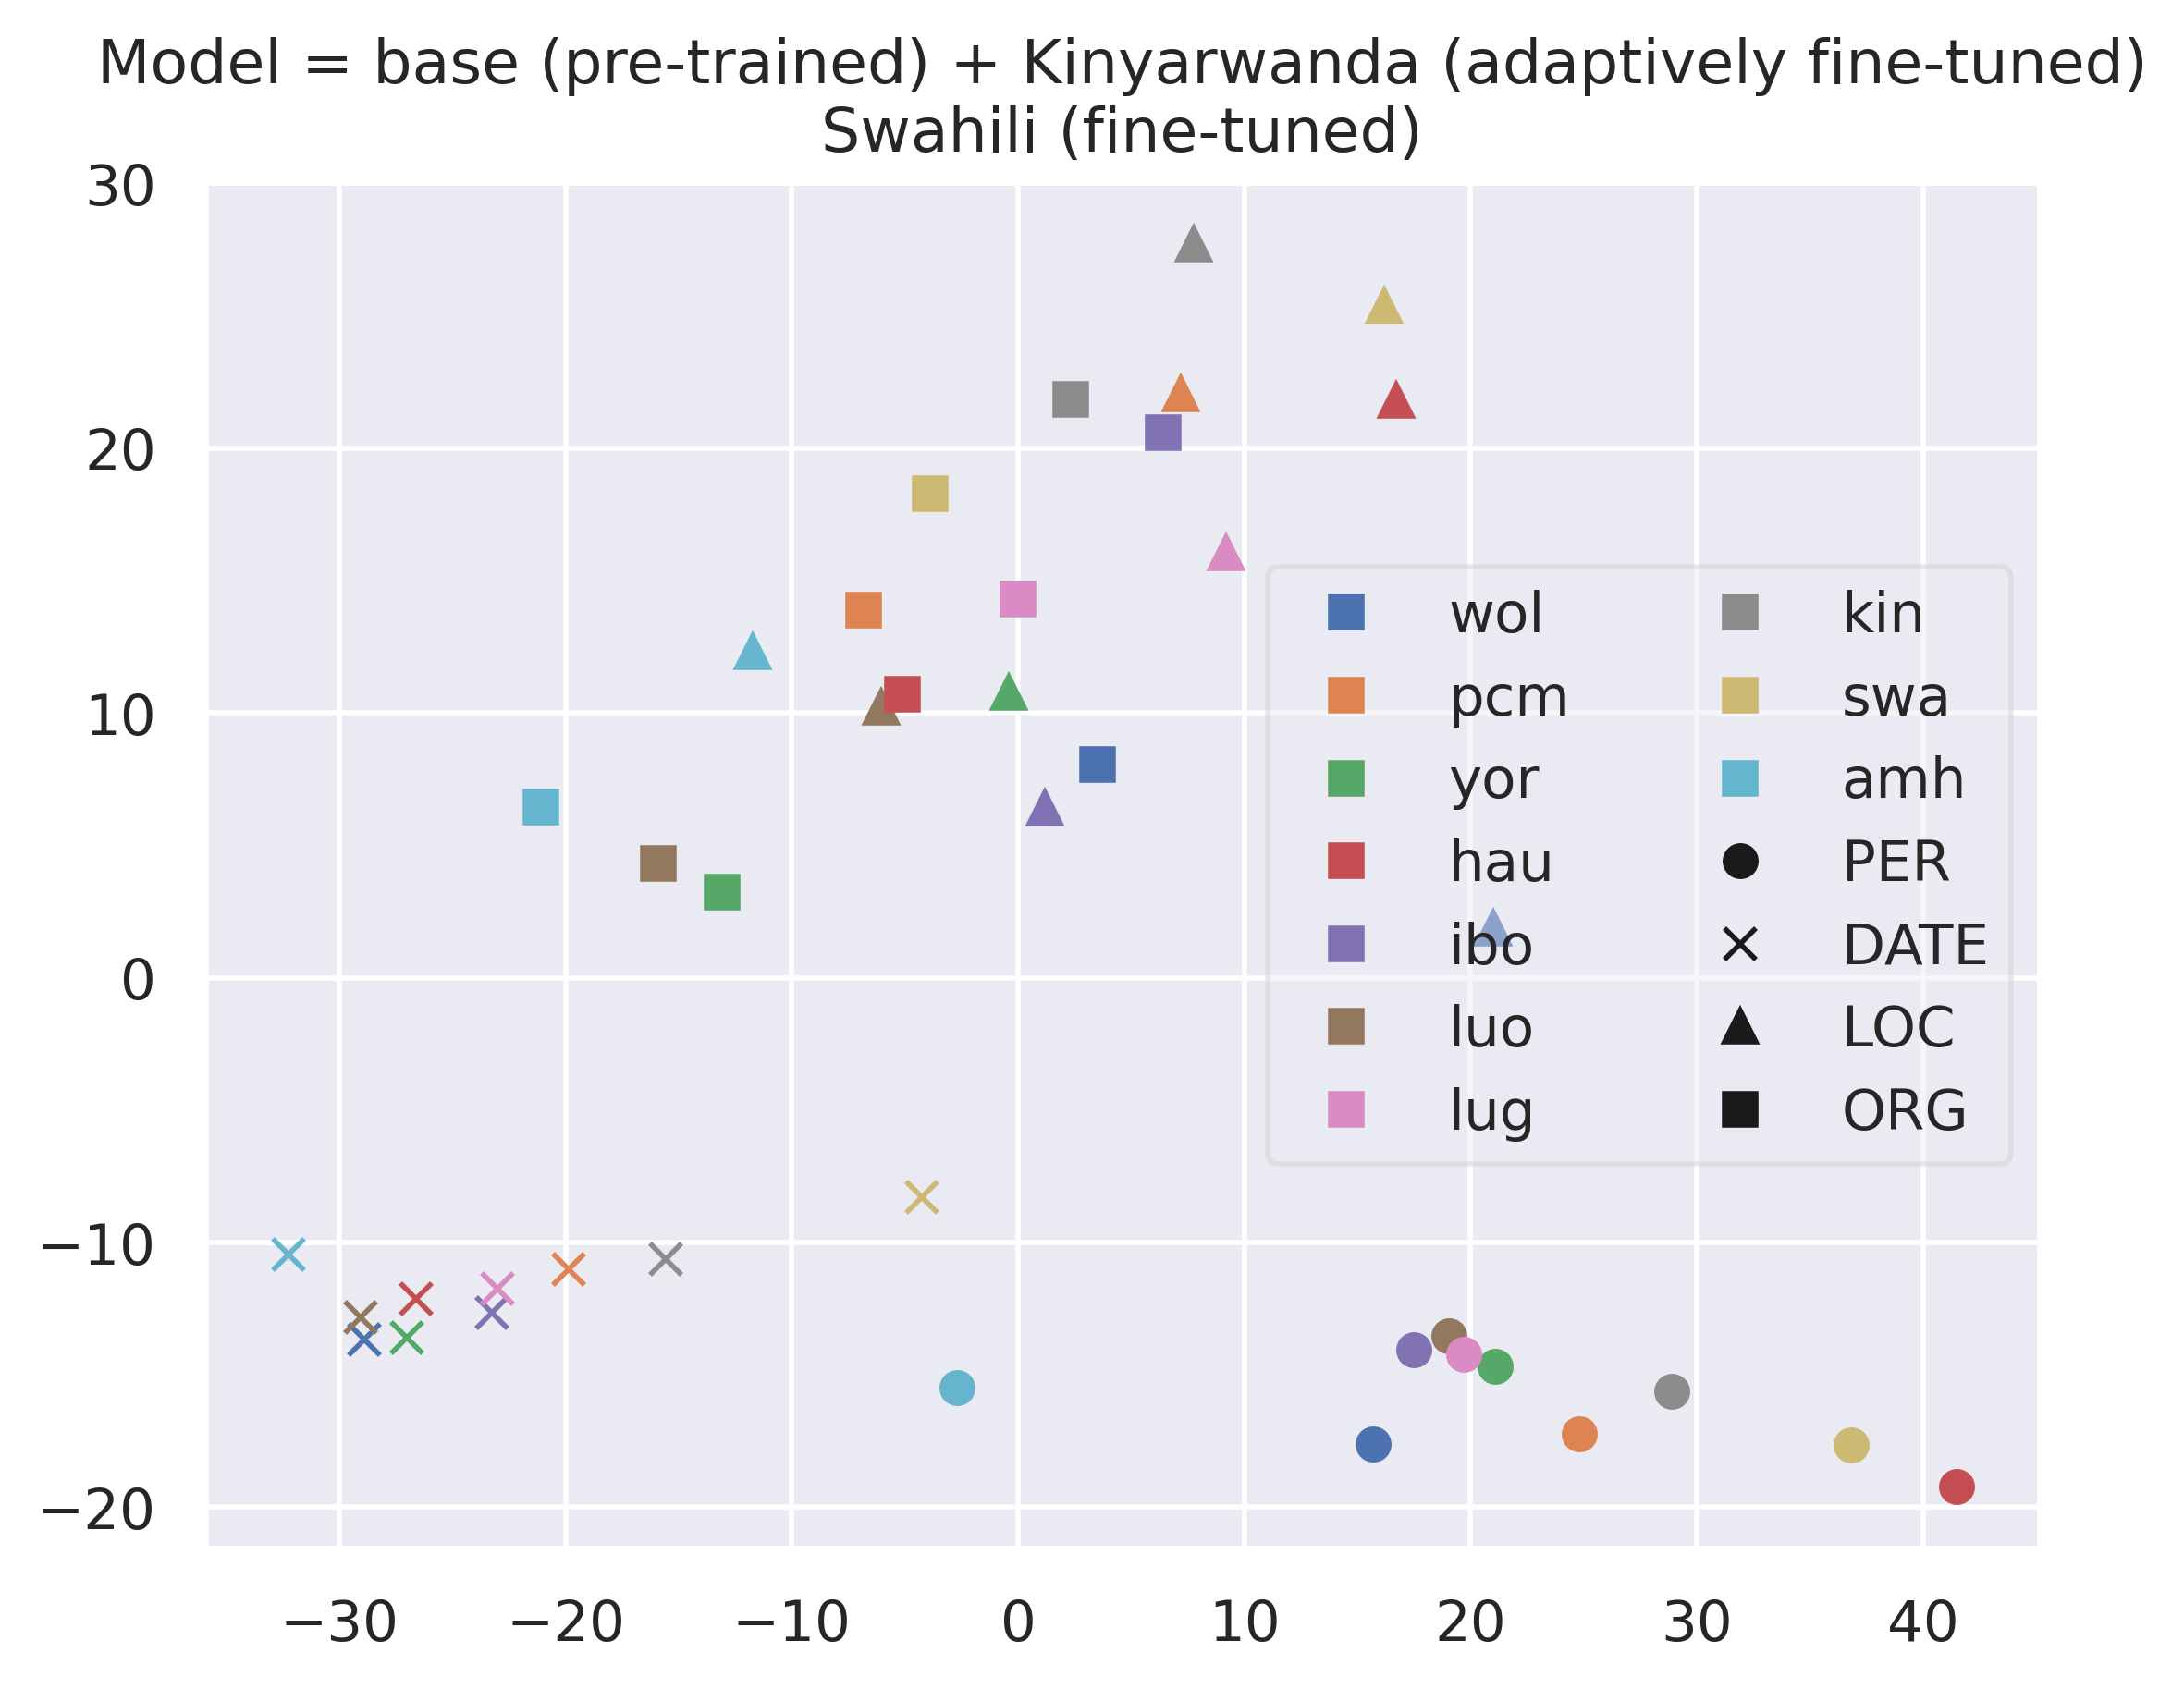 Model = base (pre-trained) + Kinyarwanda (adaptively fine-tuned)
Swahili (fine-tuned)
30
20
10
0
−10
−20
wol
pcm
yor
hau
ibo
luo
lug
kin
swa
amh
PER
DATE
LOC
ORG
−30 −20 −10 0 10 20 30 40